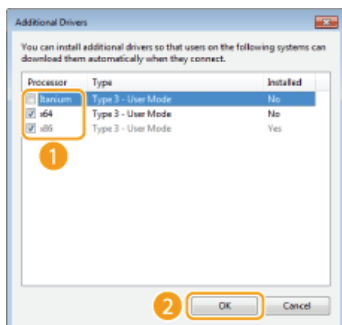 Additional Drivers
You can install additional drivers so that users on the following systems can
download them automatically when they connect.
Processor Type Installed
Itanium Type 3 - User Mode No
x64 Type 3 - User Mode No
x86 Type 3 - User Mode Yes
1
2 OK Cancel